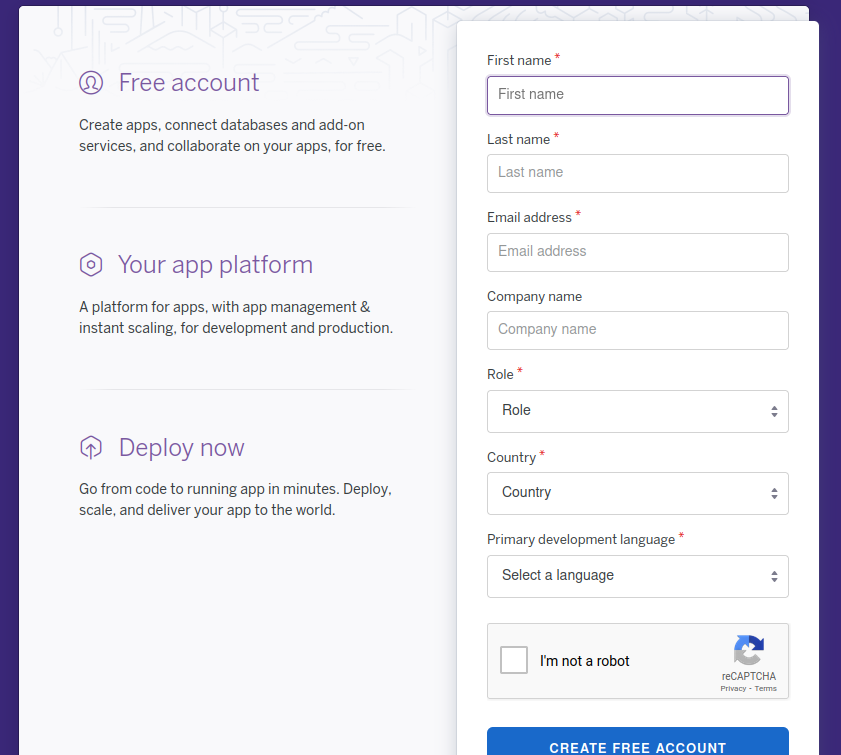 Free account
Create apps, connect databases and add-on
services, and collaborate on your apps, for free.
Your app platform
A platform for apps, with app management &
instant scaling, for development and production.
Deploy now
Go from code to running app in minutes. Deploy,
scale, and deliver your app to the world.
First name *
First name
Last name *
Last name
Email address *
Email address
Company name
Company name
Role *
Role
Country *
Country
Primary development language *
Select a language
I'm not a robot
reCAPTCHA
Privacy - Terms
CREATE FREE ACCOUNT